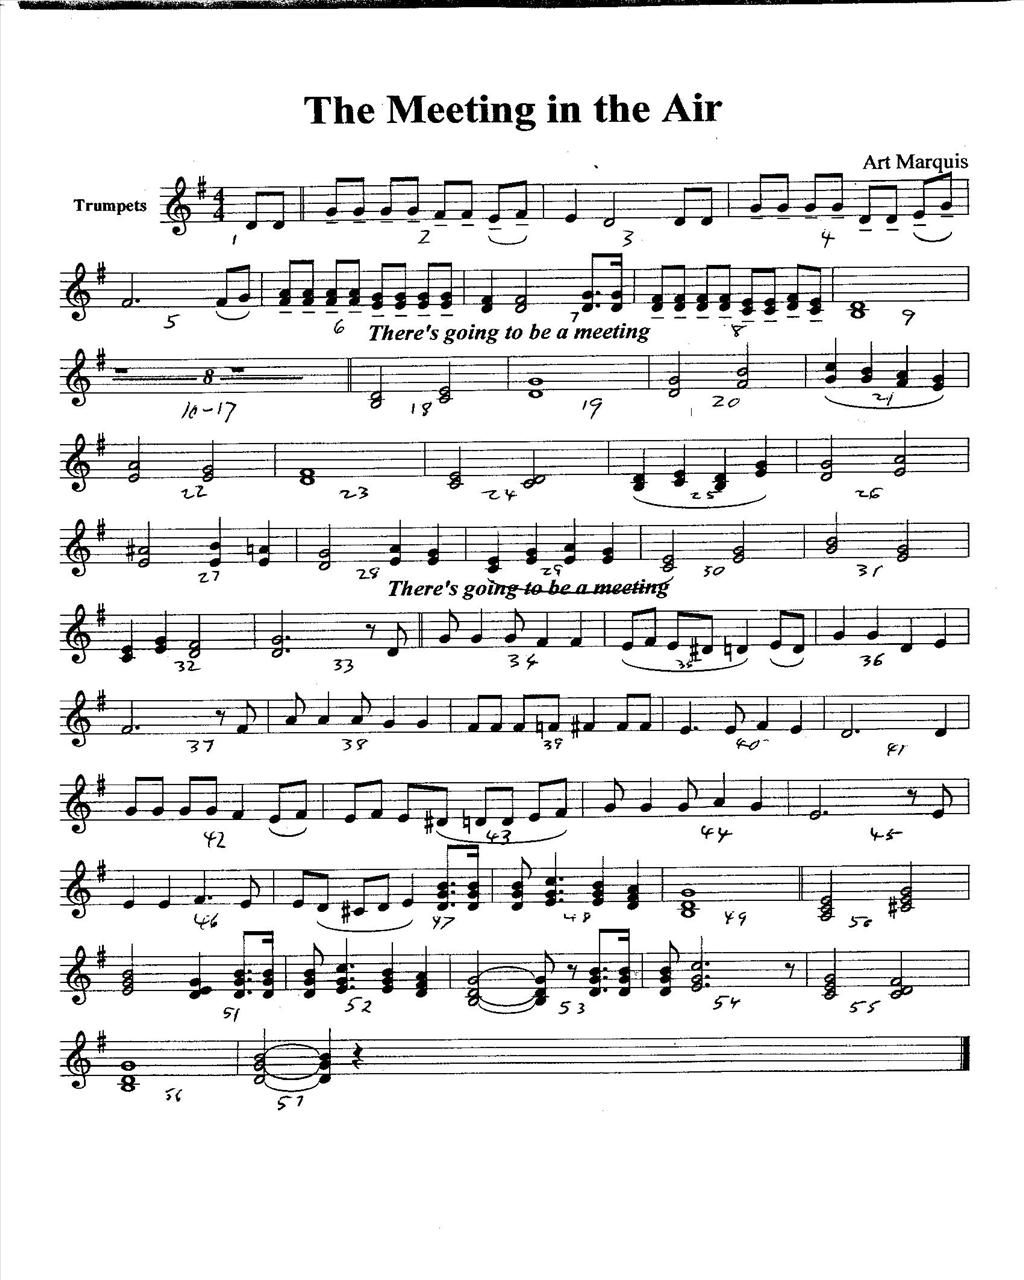 The Meeting in the Air
Art Marquis
Trumpets
4
4
1 2 3 4
5 6 7 8 9
There's going to be a meeting
8
10-17 18 19 20 21
22 23 24 25 26
27 28 29 30 31
There's going to be a meeting
32 33 34 35 36
37 38 39 40 41
42 43 44 45
46 47 48 49 50
51 52 53 54 55
56 57